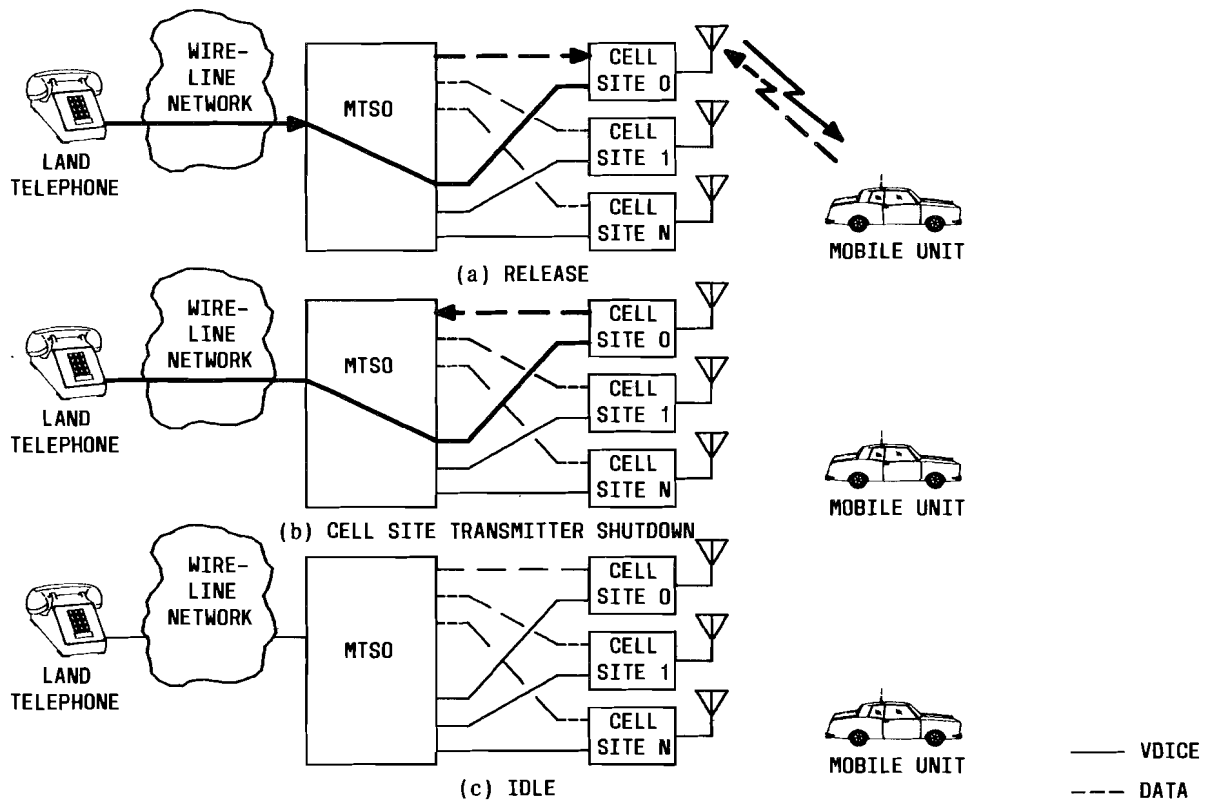 WIRE-
LINE
NETWORK
MTSO
CELL
SITE 0
CELL
SITE 1
CELL
SITE N
LAND
TELEPHONE
MOBILE UNIT
(a) RELEASE
WIRE-
LINE
NETWORK
MTSO
CELL
SITE 0
CELL
SITE 1
CELL
SITE N
LAND
TELEPHONE
MOBILE UNIT
(b) CELL SITE TRANSMITTER SHUTDOWN
WIRE-
LINE
NETWORK
MTSO
CELL
SITE 0
CELL
SITE 1
CELL
SITE N
LAND
TELEPHONE
MOBILE UNIT
(c) IDLE
VDICE
DATA